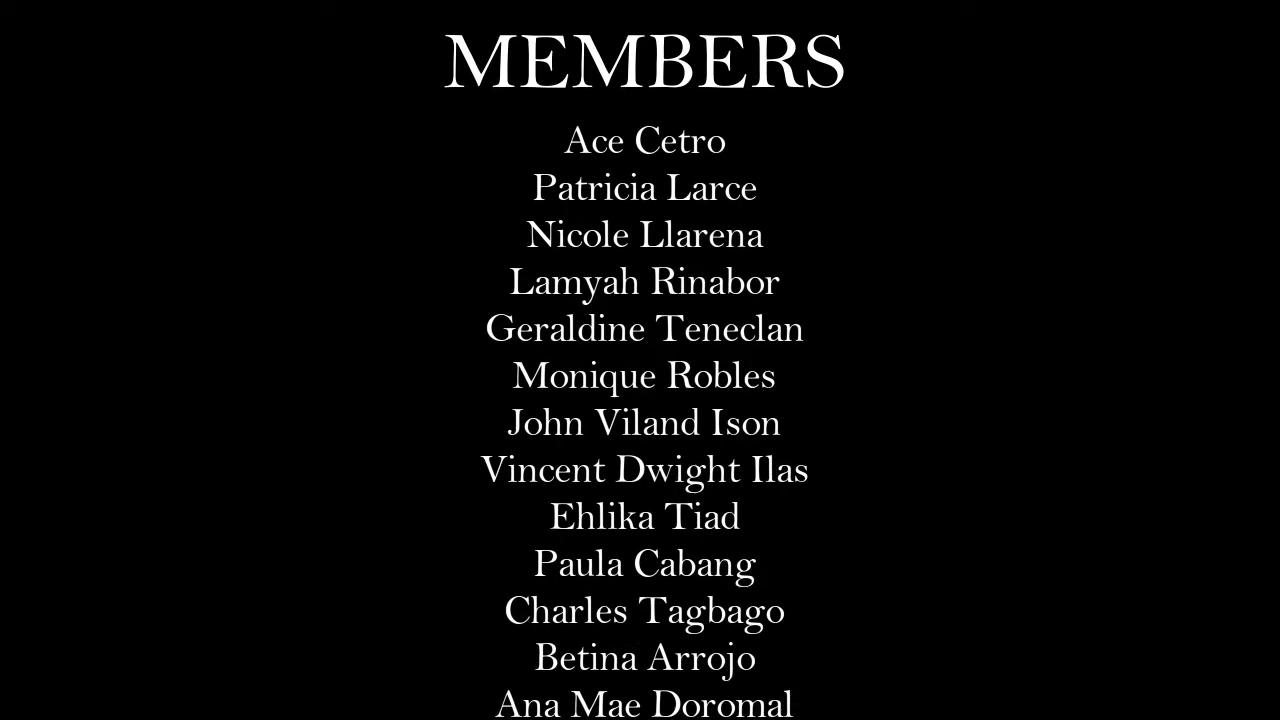 MEMBERS
Ace Cetro
Patricia Larce
Nicole Llarena
Lamyah Rinabor
Geraldine Teneclan
Monique Robles
John Viland Ison
Vincent Dwight Ilas
Ehlika Tiad
Paula Cabang
Charles Tagbago
Betina Arrojo
Ana Mae Doromal